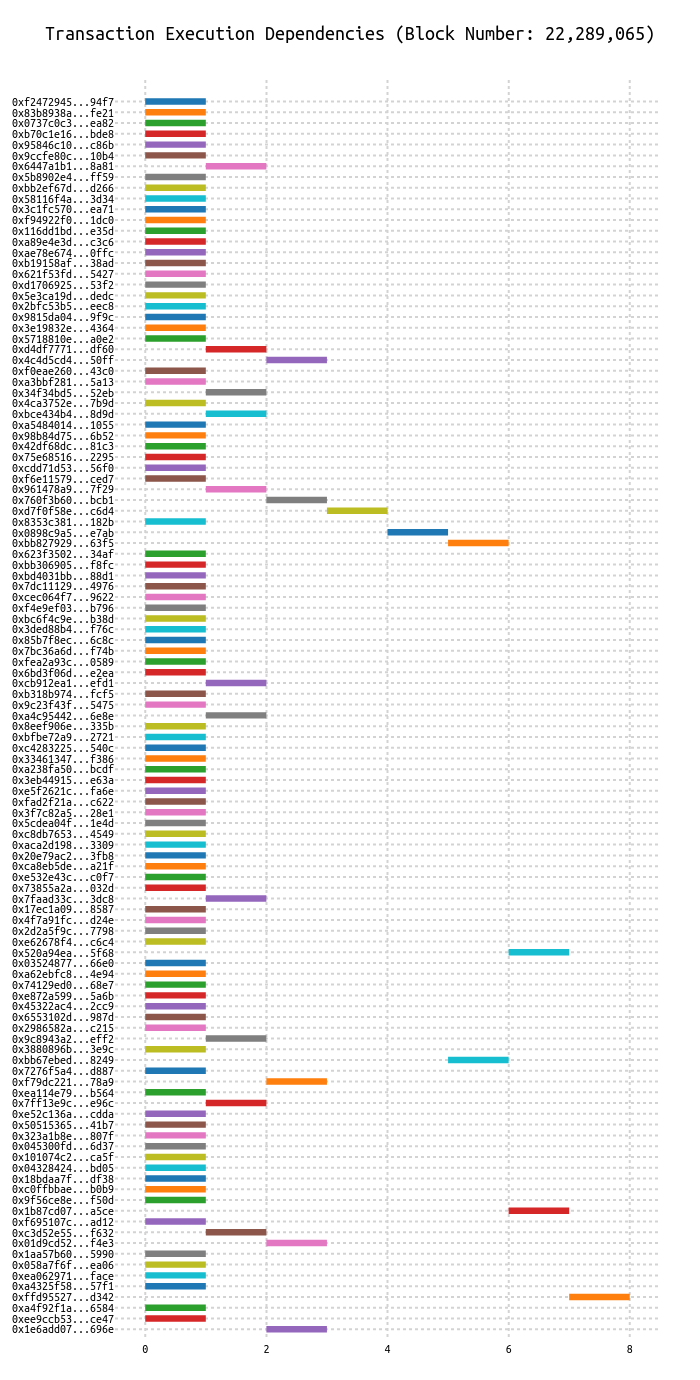 Transaction Execution Dependencies (Block Number: 22,289,065)
0xf2472945...94f7
0x83b8938a...fe21
0x0737c0c3...ea82
0xb70c1e16...bde8
0x95846c10...c86b
0x9ccfe80c...10b4
0x6447a1b1...8a81
0x5b8902e4...ff59
0xbb2ef67d...d266
0x58116f4a...3d34
0x3c1fc570...ea71
0xf94922f0...1dc0
0x116dd1bd...e35d
0xa89e4e3d...c3c6
0xae78e674...0ffc
0xb19158af...38ad
0x621f53fd...5427
0xd1706925...53f2
0x5e3ca19d...dedc
0x2bfc53b5...eec8
0x9815da04...9f9c
0x3e19832e...4364
0x5718810e...a0e2
0xd4df7771...df60
0x4c4d5cd4...50ff
0xf0eae260...43c0
0xa3bbf281...5a13
0x34f34bd5...52eb
0x4ca3752e...7b9d
0xbce434b4...8d9d
0xa5484014...1055
0x98b84d75...6b52
0x42df68dc...81c3
0x75e68516...2295
0xcdd71d53...56f0
0xf6e11579...ced7
0x961478a9...7f29
0x760f3b60...bcb1
0xd7f0f58e...c6d4
0x8353c381...182b
0x0898c9a5...e7ab
0xbb827929...63f5
0x623f3502...34af
0xbb306905...f8fc
0xbd4031bb...88d1
0x7dc11129...4976
0xcec064f7...9622
0xf4e9ef03...b796
0xbc6f4c9e...b38d
0x3ded88b4...f76c
0x85b7f8ec...6c8c
0x7bc36a6d...f74b
0xfea2a93c...0589
0x6bd3f06d...e2ea
0xcb912ea1...efd1
0xb318b974...fcf5
0x9c23f43f...5475
0xa4c95442...6e8e
0x8eef906e...335b
0xbfbe72a9...2721
0xc4283225...540c
0x33461347...f386
0xa238fa50...bcdf
0x3eb44915...e63a
0xe5f2621c...fa6e
0xfad2f21a...c622
0x3f7c82a5...28e1
0x5cdea04f...1e4d
0xc8db7653...4549
0xaca2d198...3309
0x20e79ac2...3fb8
0xca8eb5de...a21f
0xe532e43c...c0f7
0x73855a2a...032d
0x7faad33c...3dc8
0x17ec1a09...8587
0x4f7a91fc...d24e
0x2d2a5f9c...7798
0xe62678f4...c6c4
0x520a94ea...5f68
0x03524877...66e0
0xa62ebfc8...4e94
0x74129ed0...68e7
0xe872a599...5a6b
0x45322ac4...2cc9
0x6553102d...987d
0x2986582a...c215
0x9c8943a2...eff2
0x3880896b...3e9c
0xbb67ebed...8249
0x7276f5a4...d887
0xf79dc221...78a9
0xea114e79...b564
0x7ff13e9c...e96c
0xe52c136a...cdda
0x50515365...41b7
0x323a1b8e...807f
0x045300fd...6d37
0x101074c2...ca5f
0x04328424...bd05
0x18bdaa7f...df38
0xc0ffbbae...b0b9
0x9f56ce8e...f50d
0x1b87cd07...a5ce
0xf695107c...ad12
0xc3d52e55...f632
0x01d9cd52...f4e3
0x1aa57b60...5990
0x058a7f6f...ea06
0xea062971...face
0xa4325f58...57f1
0xffd95527...d342
0xa4f92f1a...6584
0xee9ccb53...ce47
0x1e6add07...696e
0 2 4 6 8